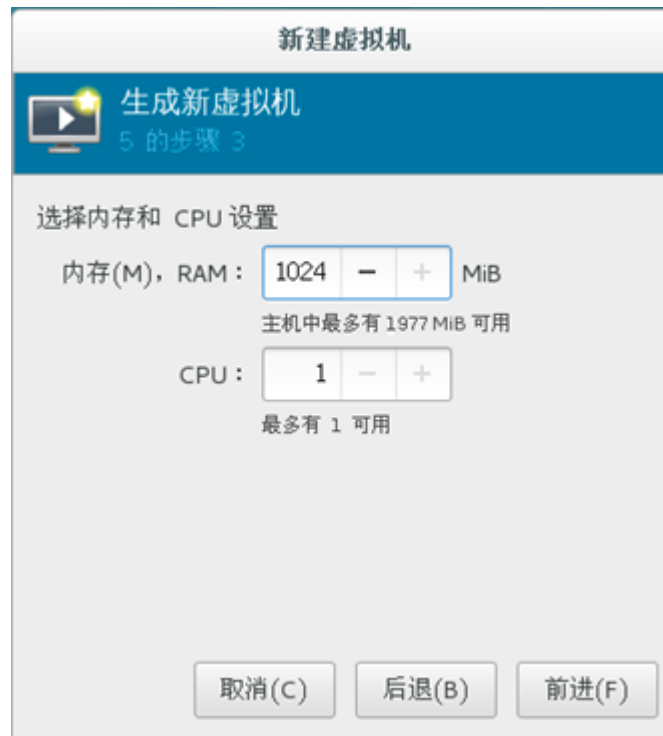 新建虚拟机
生成新虚拟机
5 的步骤 3
选择内存和 CPU 设置
内存(M)，RAM： 1024 － + MiB
主机中最多有 1977 MiB 可用
CPU： 1 － +
最多有 1 可用
取消(C) 后退(B) 前进(F)